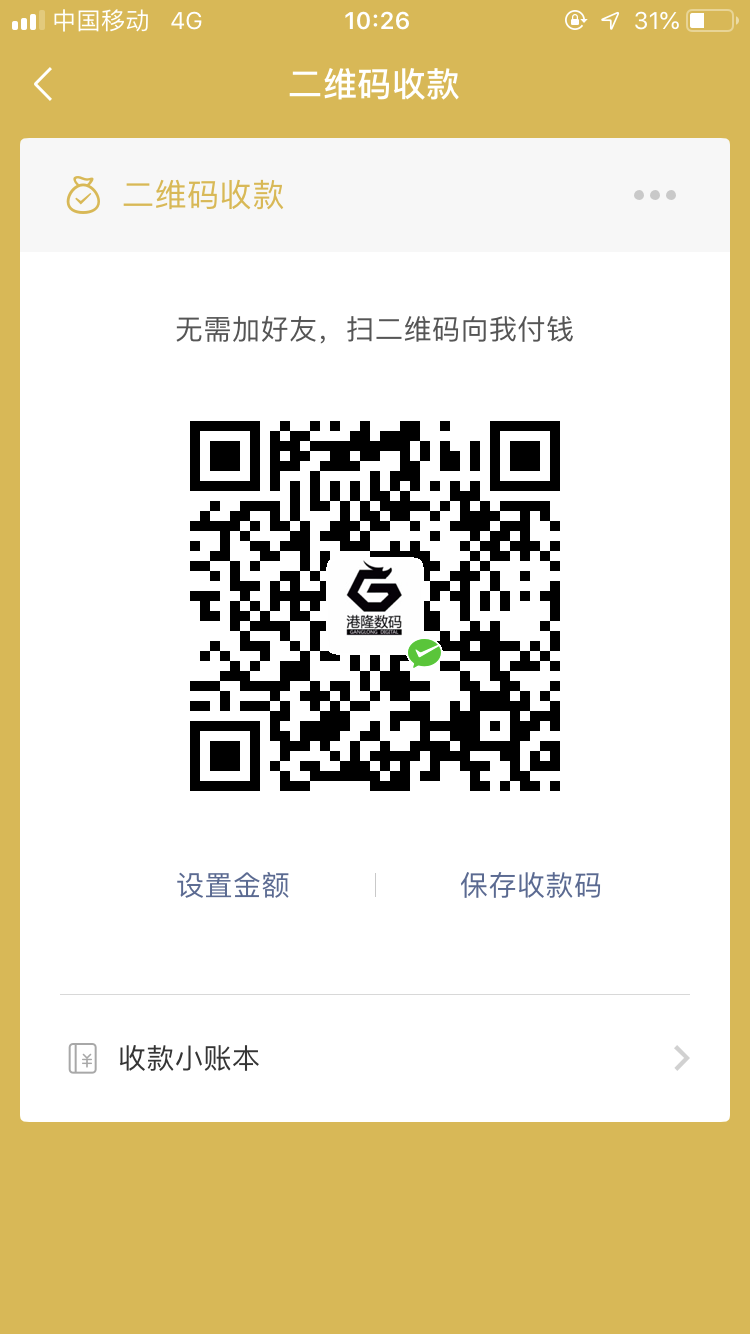 中国移动 4G 10:26 31%
二维码收款
二维码收款
无需加好友，扫二维码向我付钱
港隆数码
GANGLONG DIGITAL
设置金额 保存收款码
¥ 收款小账本